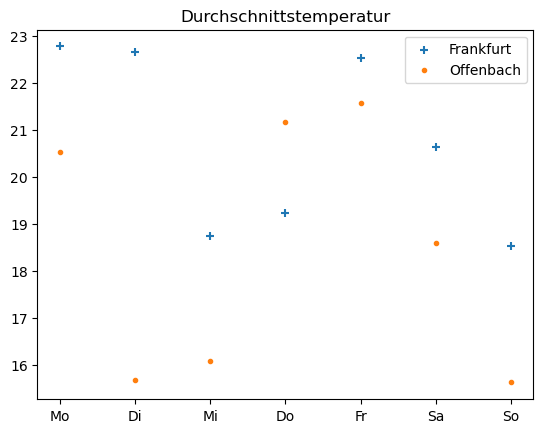 Durchschnittstemperatur
Frankfurt
Offenbach
23
22
21
20
19
18
17
16
Mo Di Mi Do Fr Sa So